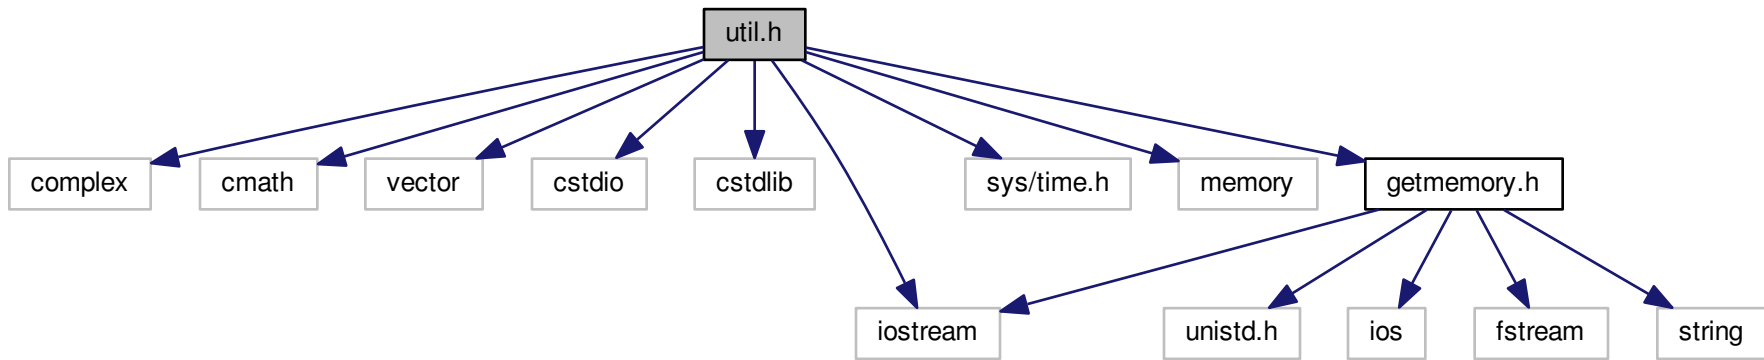 util.h
complex
cmath
vector
cstdio
cstdlib
sys/time.h
memory
getmemory.h
iostream
unistd.h
ios
fstream
string